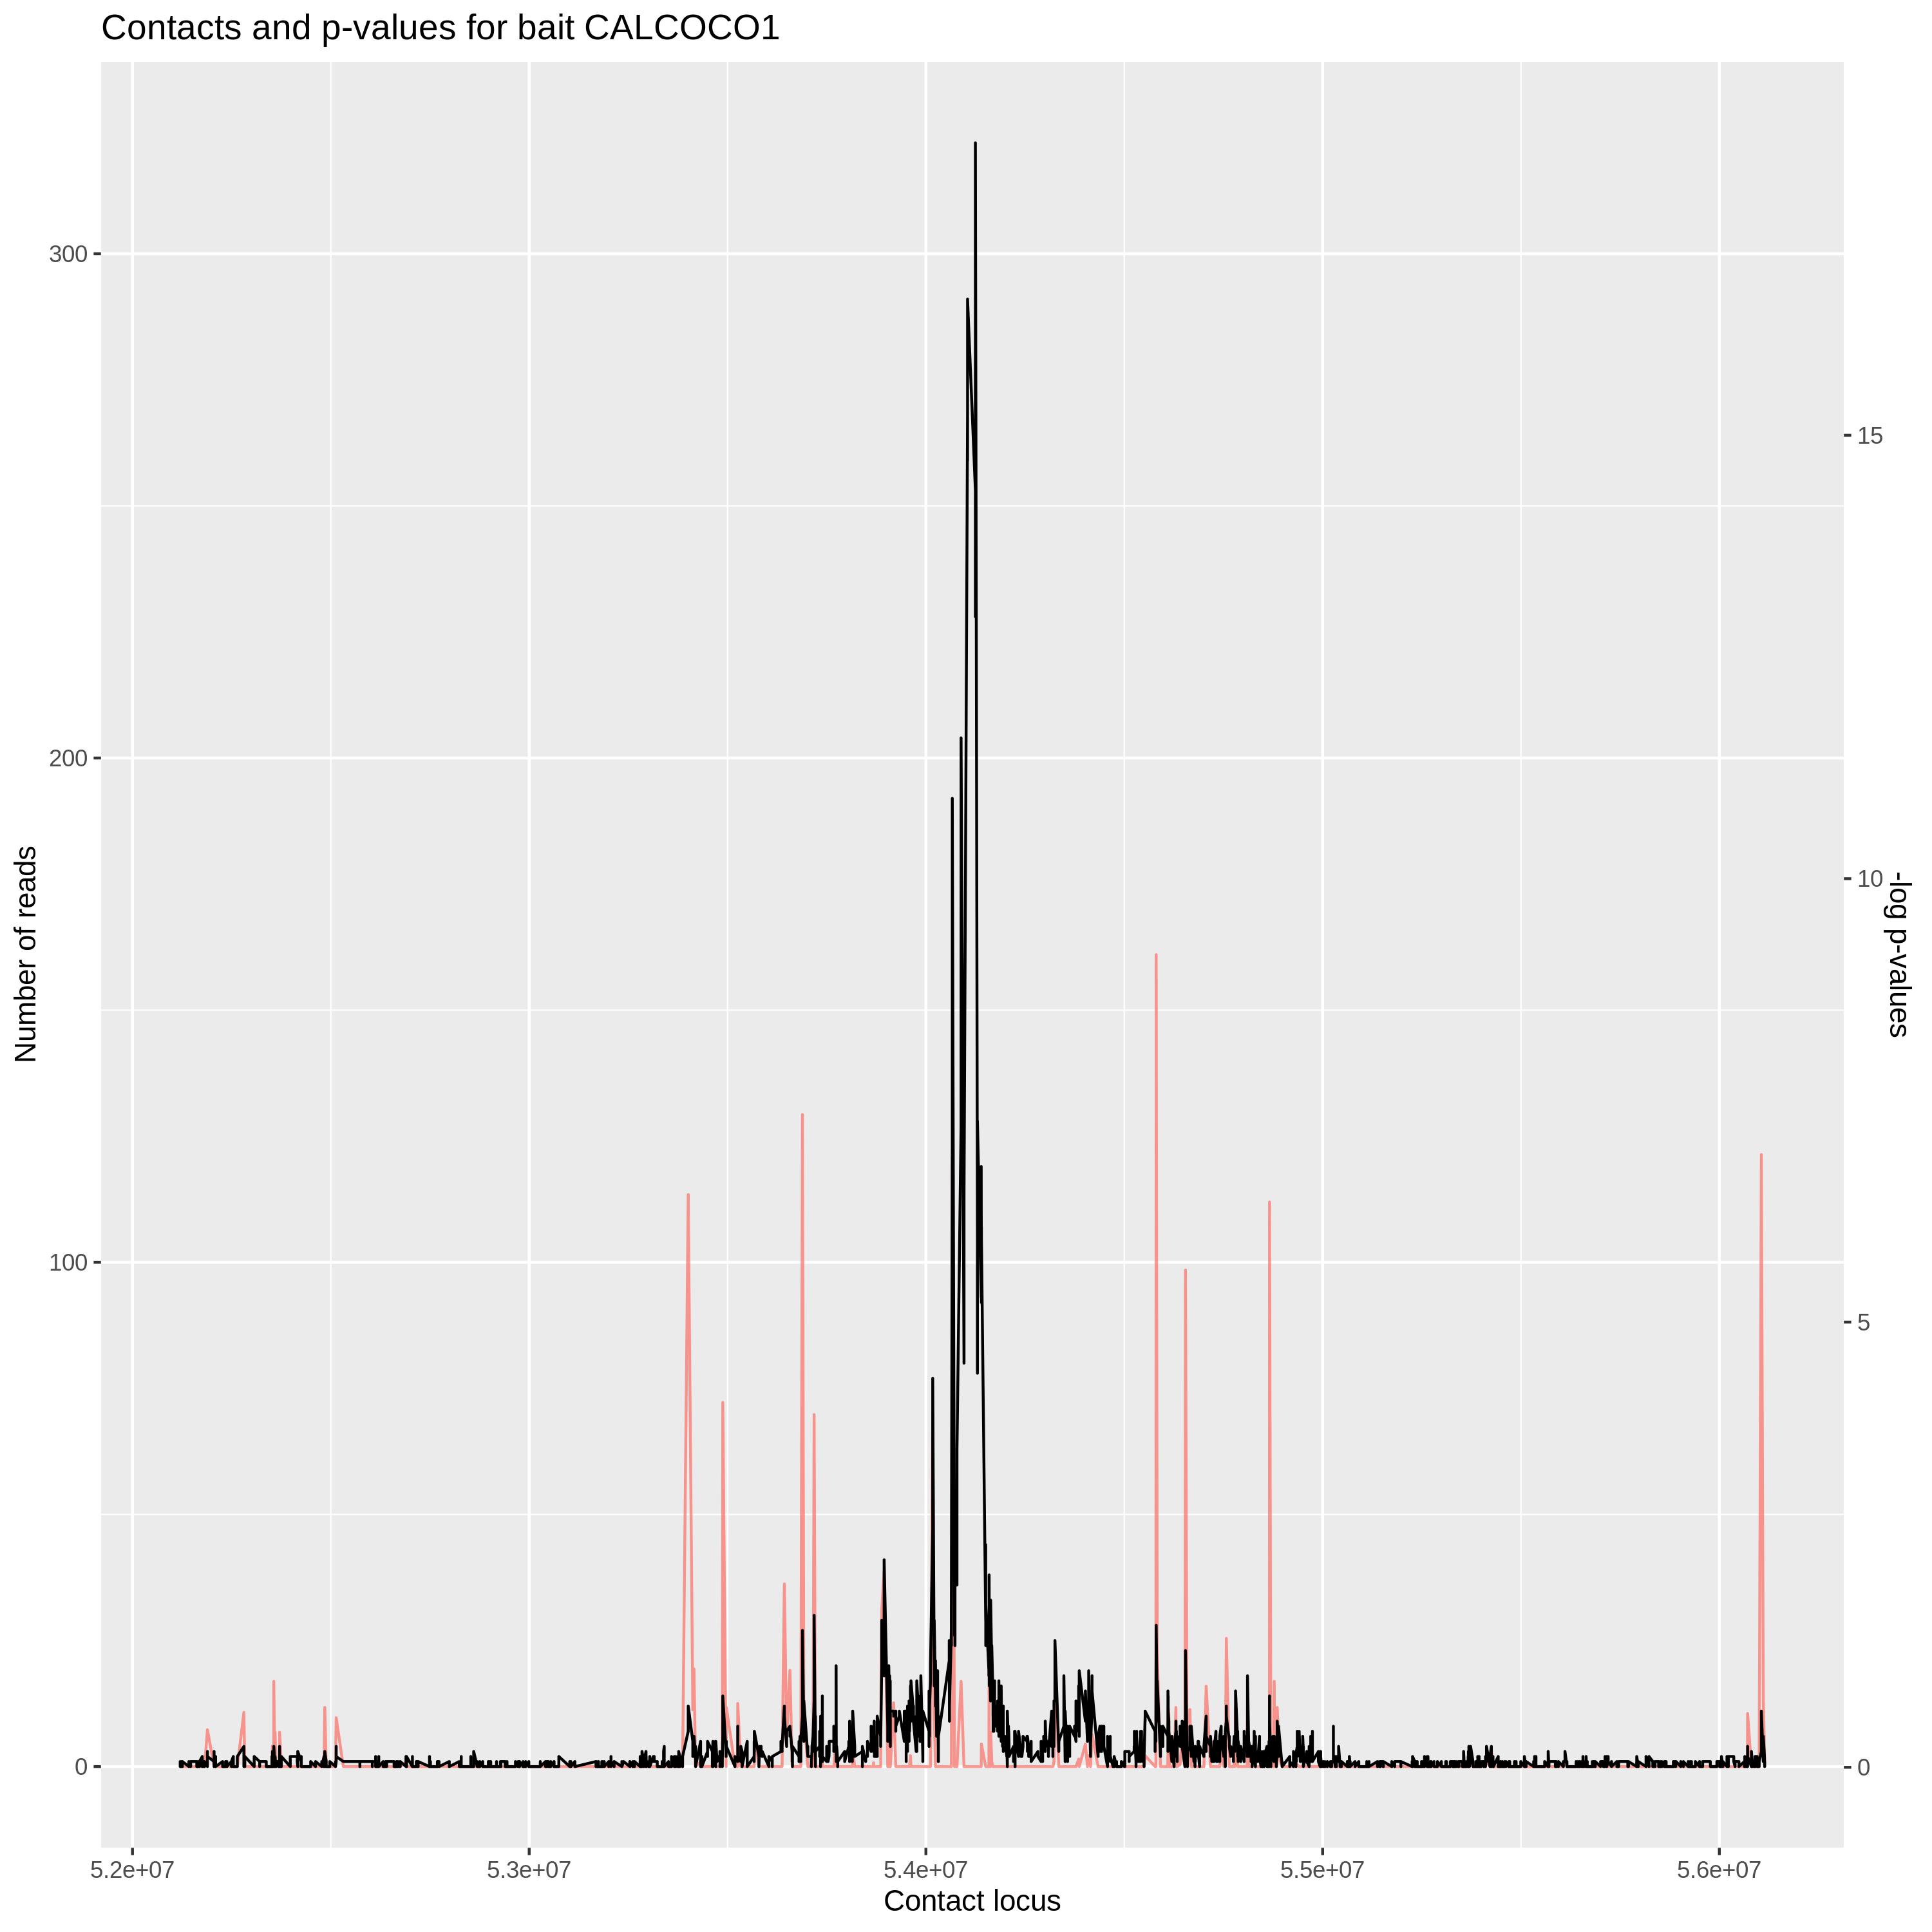 Contacts and p-values for bait CALCOCO1
300
200
100
0
Number of reads
15
10
5
0
-log p-values
5.2e+07 5.3e+07 5.4e+07 5.5e+07 5.6e+07
Contact locus